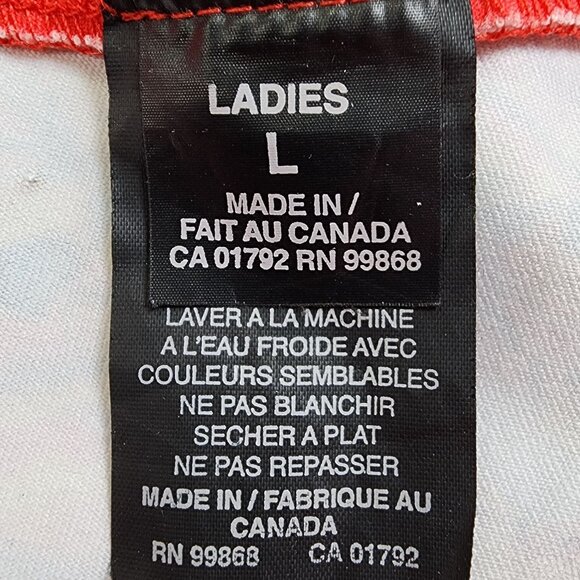 LADIES
L
MADE IN /
FAIT AU CANADA
CA 01792 RN 99868
LAVER A LA MACHINE
A L'EAU FROIDE AVEC
COULEURS SEMBLABLES
NE PAS BLANCHIR
SECHER A PLAT
NE PAS REPASSER
MADE IN / FABRIQUE AU
CANADA
RN 99868 CA 01792